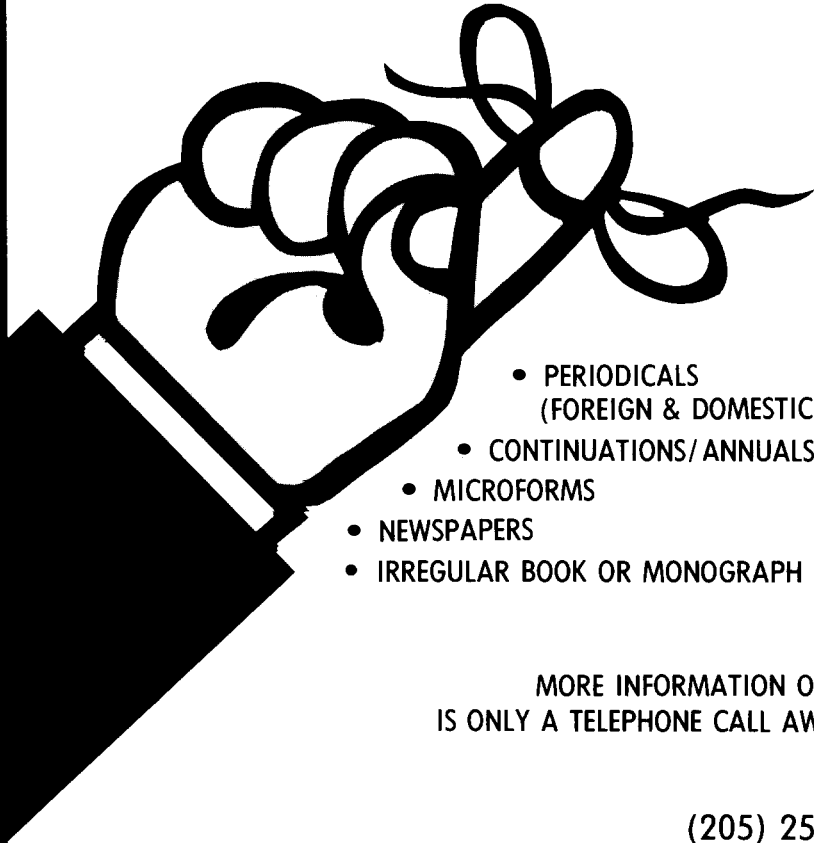 • PERIODICALS
(FOREIGN & DOMESTIC
• CONTINUATIONS/ANNUALS
• MICROFORMS
• NEWSPAPERS
• IRREGULAR BOOK OR MONOGRAPH
MORE INFORMATION O
IS ONLY A TELEPHONE CALL AW
(205) 25